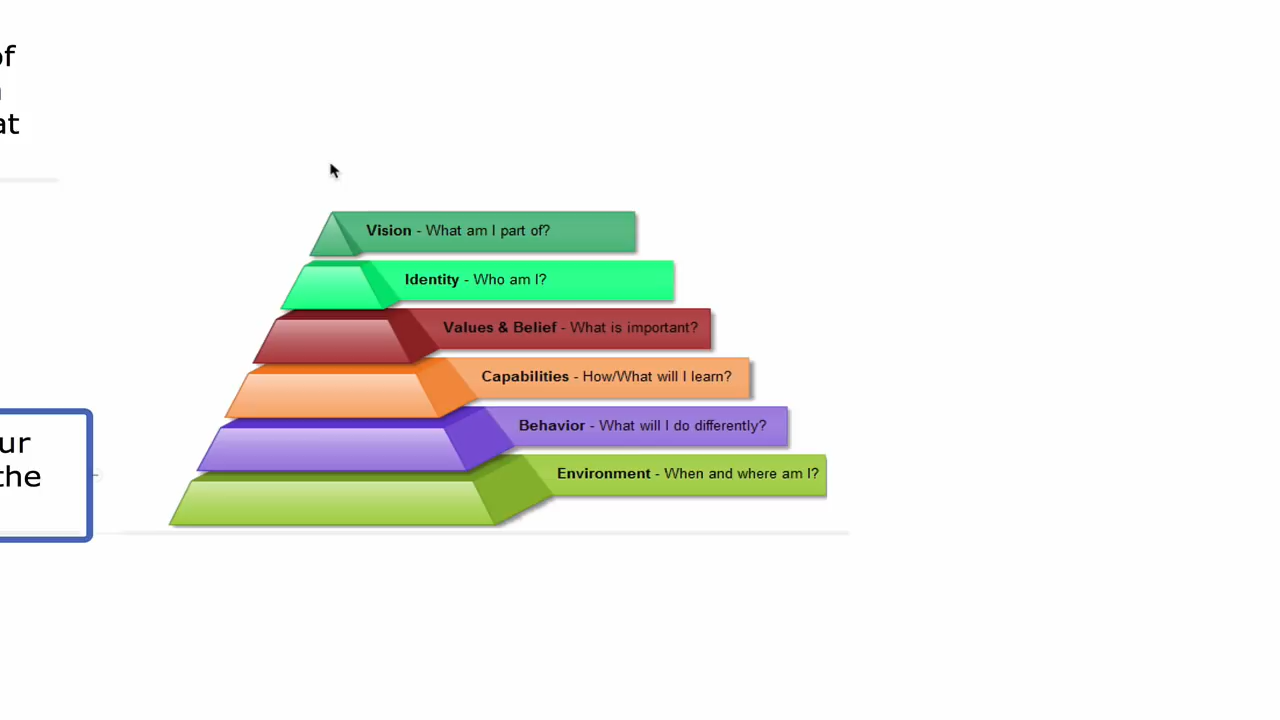 of
at
Vision - What am I part of?
Identity - Who am I?
Values & Belief - What is important?
Capabilities - How/What will I learn?
Behavior - What will I do differently?
Environment - When and where am I?
ur
the